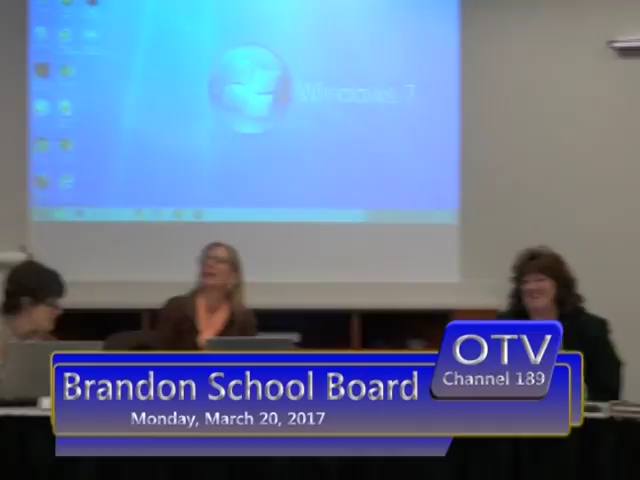 Windows 7
OTV
Channel 189
Brandon School Board
Monday, March 20, 2017